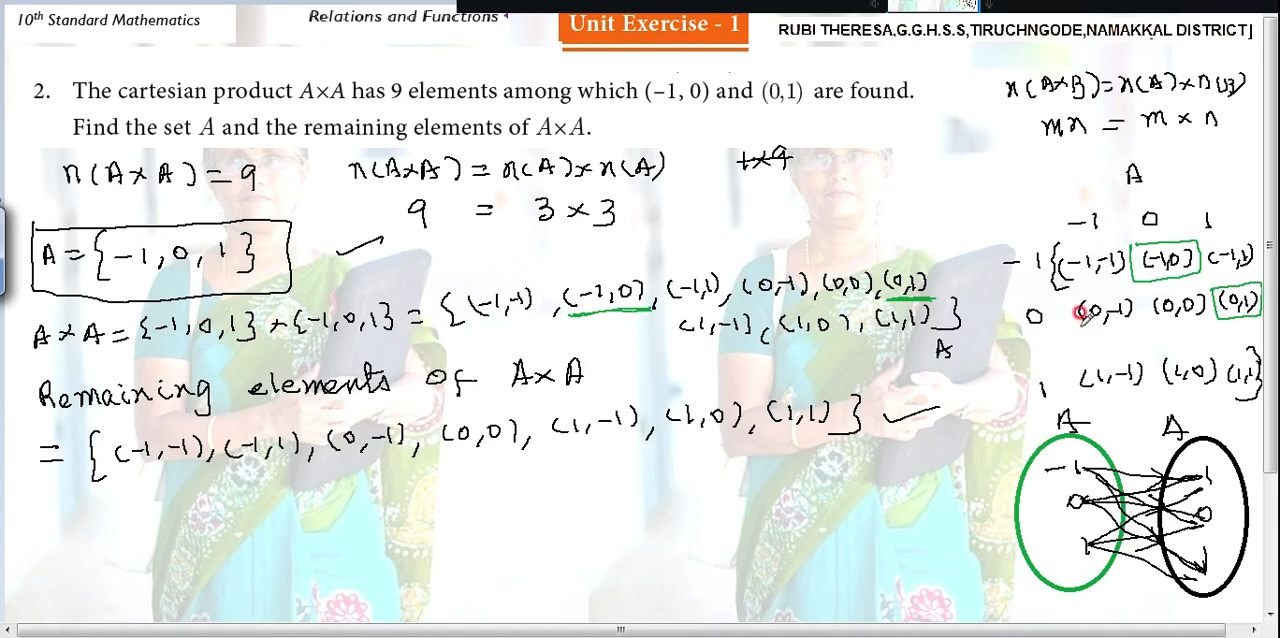 10th Standard Mathematics
Relations and Functions
Unit Exercise - 1
RUBI THERESA,G.G.H.S.S,TIRUCHNGODE,NAMAKKAL DISTRICT]
2. The cartesian product A×A has 9 elements among which (−1, 0) and (0,1) are found.
Find the set A and the remaining elements of A×A.
n(A×B)=n(A)×n(B)
mn = m × n
n(A×A)=9
n(A×A)=n(A)×n(A)
9 = 3×3
A={-1,0,1}
A×A={-1,0,1}×{-1,0,1}={(-1,-1),(-1,0),(-1,1),(0,-1),(0,0),(0,1)
(1,-1),(1,0),(1,1)}
Remaining elements of A×A
={(-1,-1),(-1,1),(0,-1),(0,0),(1,-1),(1,0),(1,1)}
A
-1 0 1
-1{(-1,-1) (-1,0) (-1,1)
0 (0,-1) (0,0) (0,1)
1 (1,-1) (1,0) (1,1)}
A A
-1
0 0
1